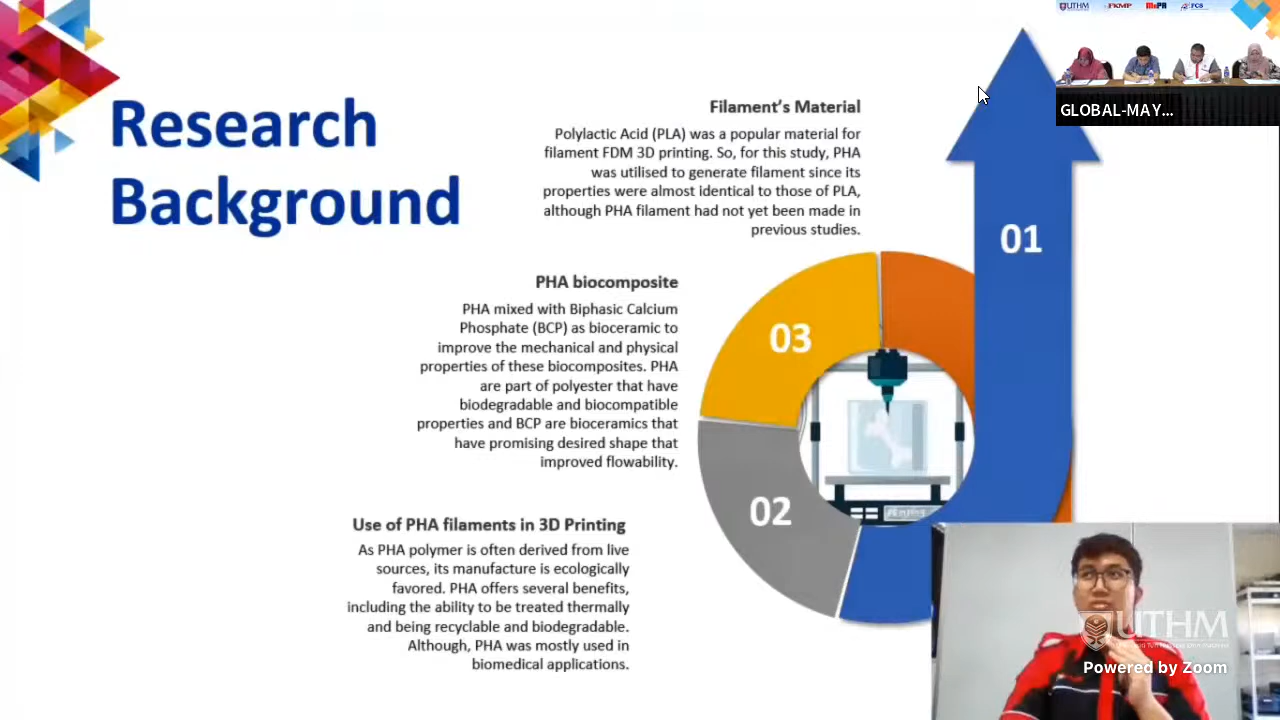 Research
Background
Filament's Material
Polylactic Acid (PLA) was a popular material for
filament FDM 3D printing. So, for this study, PHA
was utilised to generate filament since its
properties were almost identical to those of PLA,
although PHA filament had not yet been made in
previous studies.
PHA biocomposite
PHA mixed with Biphasic Calcium
Phosphate (BCP) as bioceramic to
improve the mechanical and physical
properties of these biocomposites. PHA
are part of polyester that have
biodegradable and biocompatible
properties and BCP are bioceramics that
have promising desired shape that
improved flowability.
Use of PHA filaments in 3D Printing
As PHA polymer is often derived from live
sources, its manufacture is ecologically
favored. PHA offers several benefits,
including the ability to be treated thermally
and being recyclable and biodegradable.
Although, PHA was mostly used in
biomedical applications.
01
03
02
UTHM
GLOBAL-MAY...
UTHM
Powered by Zoom